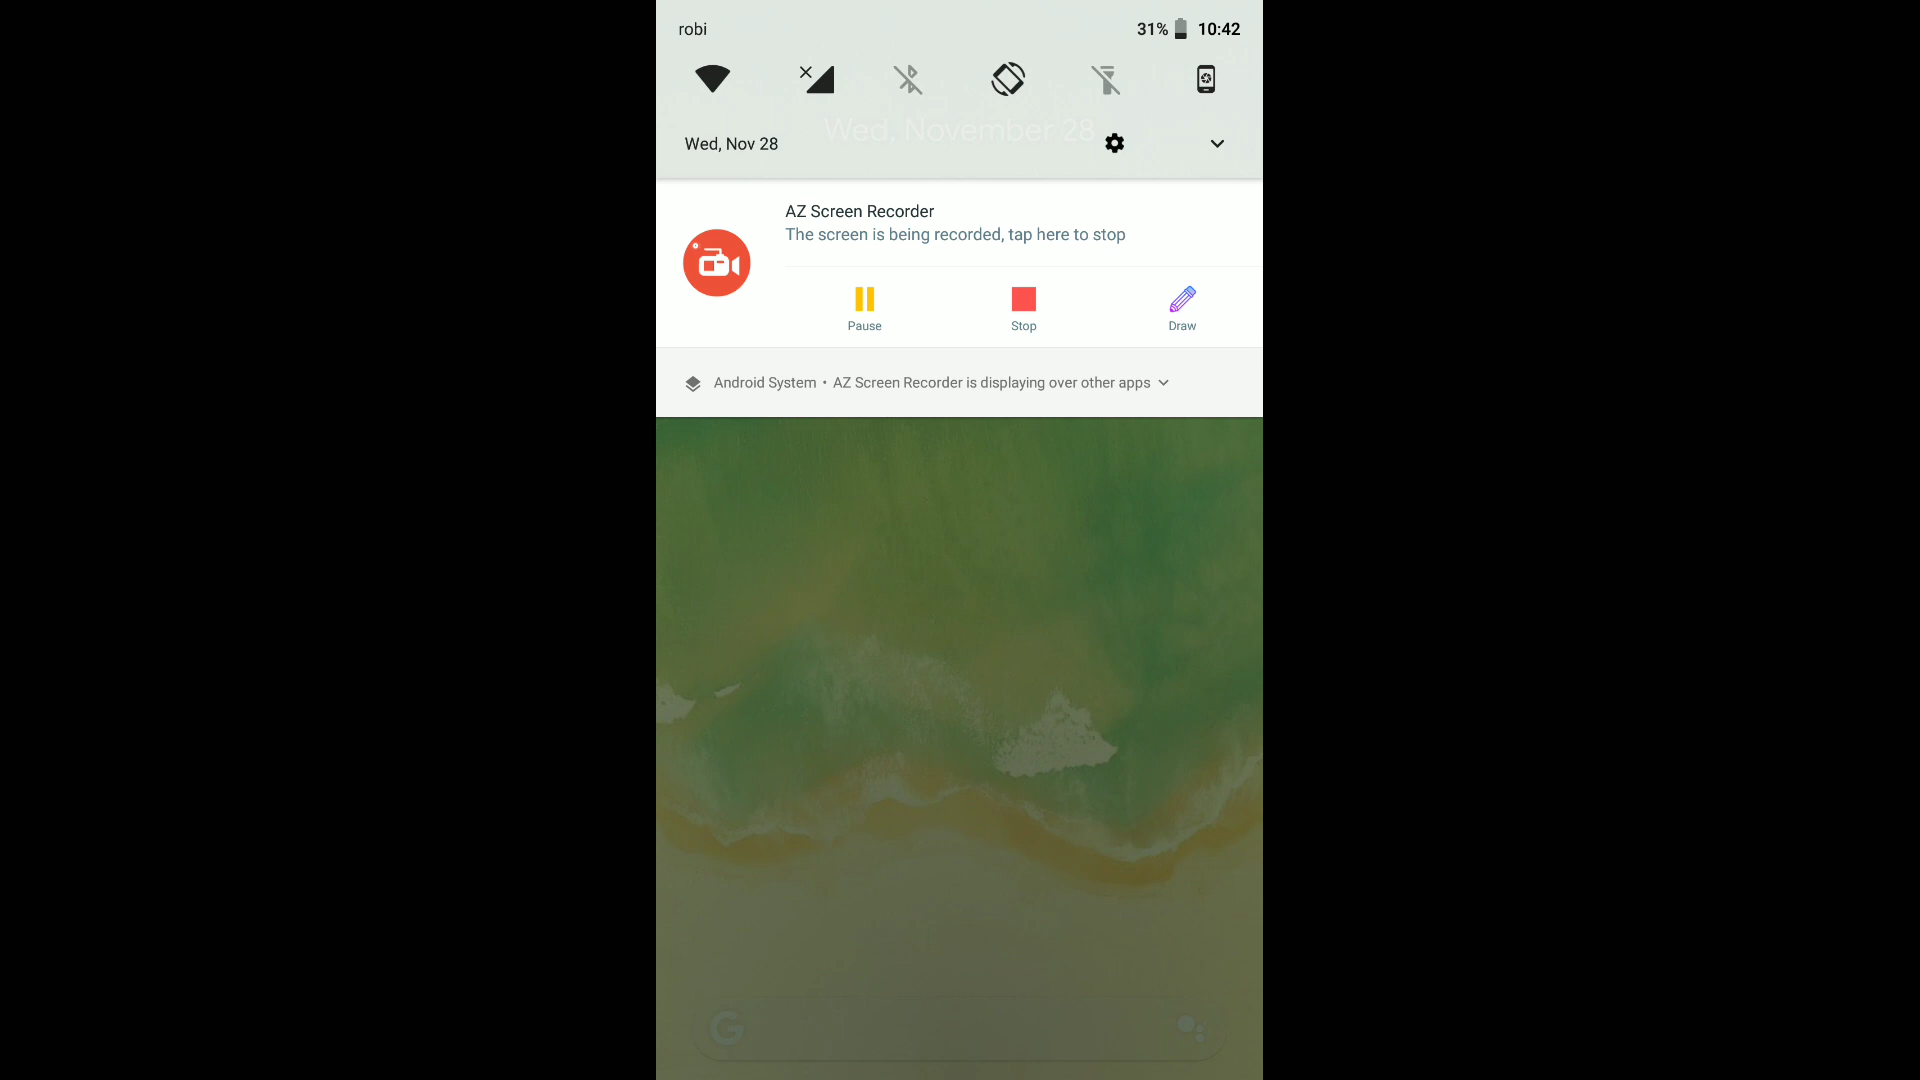 robi
31%
10:42
Wed, November 28
Wed, Nov 28
AZ Screen Recorder
The screen is being recorded, tap here to stop
Pause
Stop
Draw
Android System • AZ Screen Recorder is displaying over other apps
G